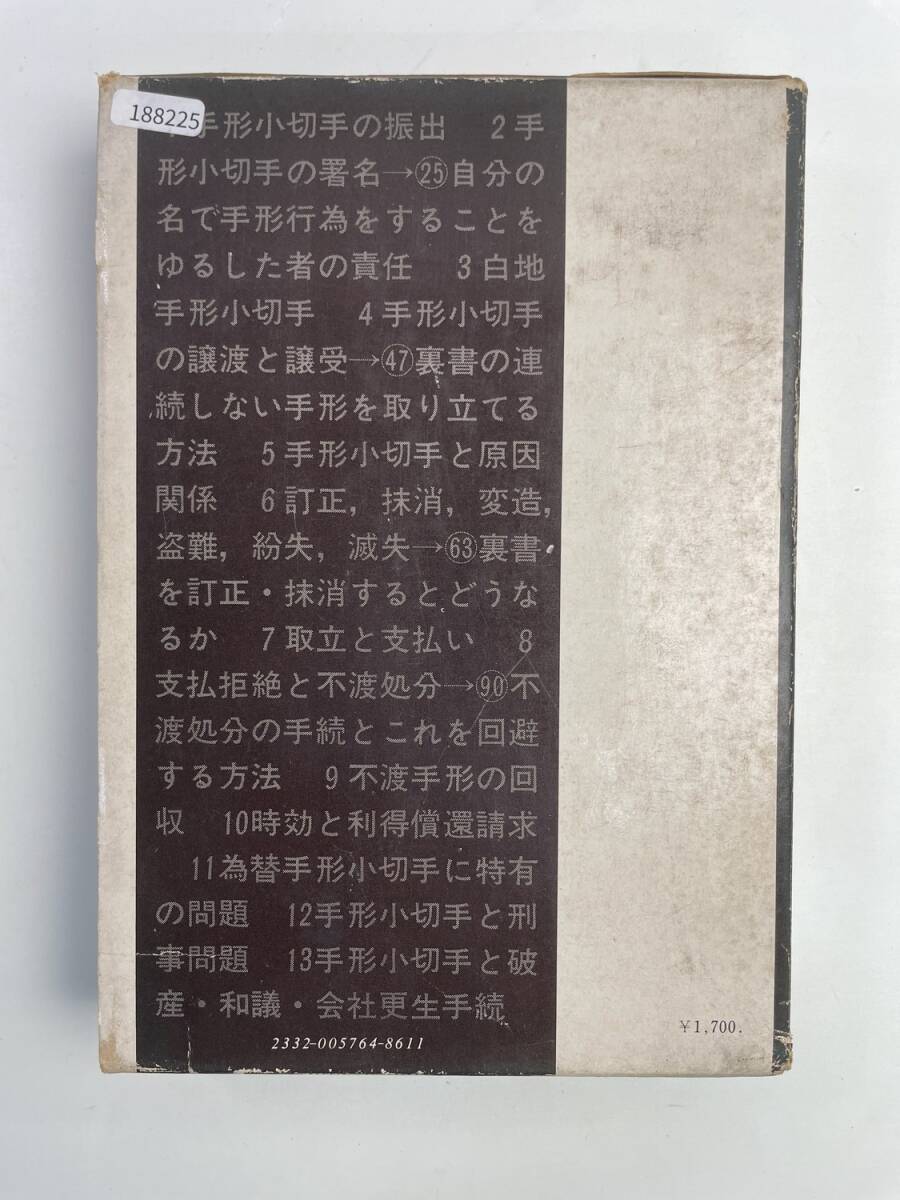 188225
手形小切手の振出 2手
形小切手の署名→㉕自分の
名で手形行為をすることを
ゆるした者の責任 3白地
手形小切手 4手形小切手
の譲渡と譲受→㊼裏書の連
続しない手形を取り立てる
方法 5手形小切手と原因
関係 6訂正，抹消，変造，
盗難，紛失，滅失→63裏書
を訂正・抹消するとどうな
るか 7取立と支払い 8
支払拒絶と不渡処分→90不
渡処分の手続とこれを回避
する方法 9不渡手形の回
収 10時効と利得償還請求
11為替手形小切手に特有
の問題 12手形小切手と刑
事問題 13手形小切手と破
産・和議・会社更生手続
2332-005764-8611
¥1,700.